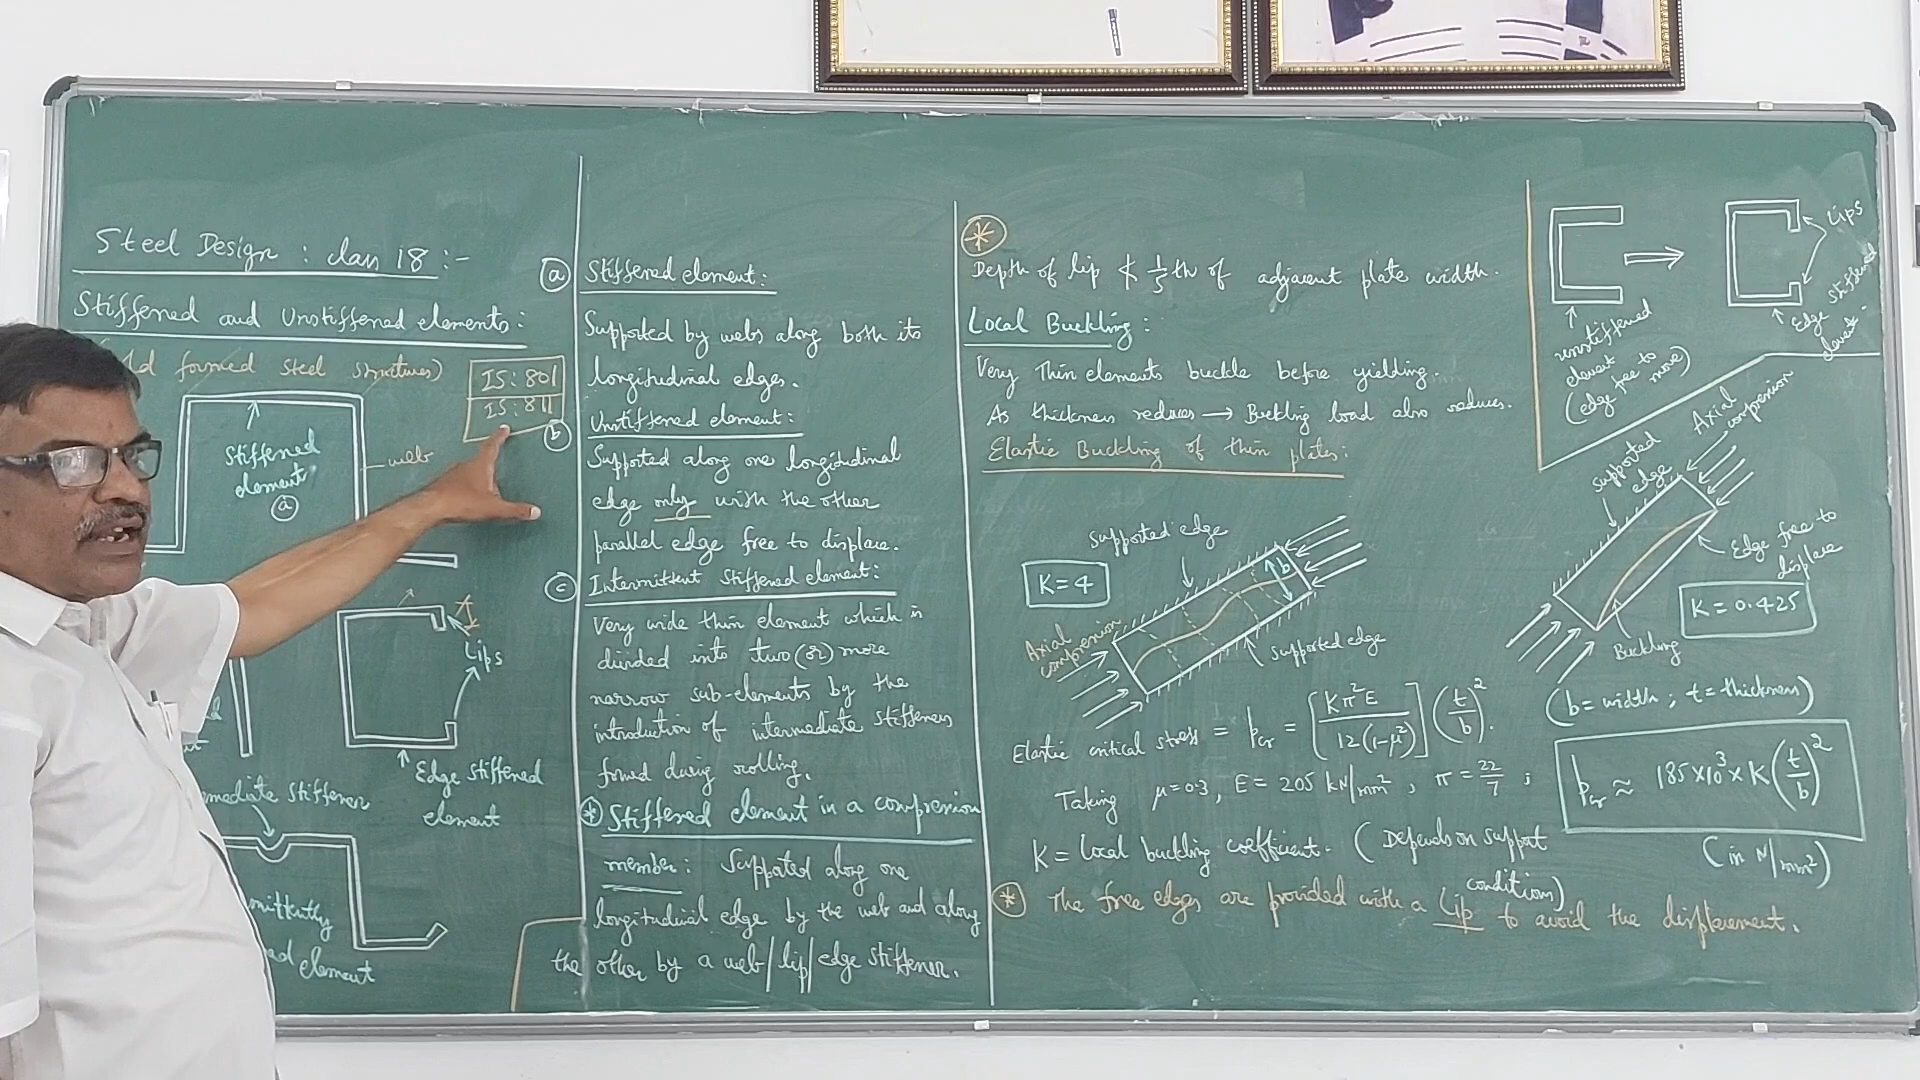 Steel Design : class 18 :-
Stiffened and Unstiffened elements :
formed steel structures)
IS : 801
IS : 811
Stiffened
element
a
web
Lips
Edge stiffened
element
stiffener
element
a Stiffened element :
Supported by webs along both its
longitudinal edges.
b Unstiffened element :
Supported along one longitudinal
edge only with the other
parallel edge free to displace.
c Intermittent stiffened element :
Very wide thin element which is
divided into two (or) more
narrow sub-elements by the
introduction of intermediate stiffeners
formed during rolling.
* Stiffened element in a compression
member : Supported along one
longitudinal edge by the web and along
the other by a web/lip/edge stiffener.
*
Depth of lip ≮ 1/5 th of adjacent plate width.
Local Buckling :
Very thin elements buckle before yielding.
As thickness reduces → Buckling load also reduces.
Elastic Buckling of thin plates :
Supported edge
K = 4
b
Axial
compression
Supported edge
Elastic critical stress = pcr = [Kπ²E / 12(1-μ²)] (t/b)².
Taking μ = 0.3, E = 205 kN/mm² ; π = 22/7 ;
K = Local buckling coefficient. (Depends on support
conditions)
* The free edges are provided with a Lip to avoid the displacement.
unstiffened
element
(edge free to
move)
Lips
Edge stiffened
element
Axial
compression
Supported
edge
Edge free to
displace
K = 0.425
Buckling
(b = width ; t = thickness)
pcr ≈ 185 x 10³ x K (t/b)²
(in N/mm²)